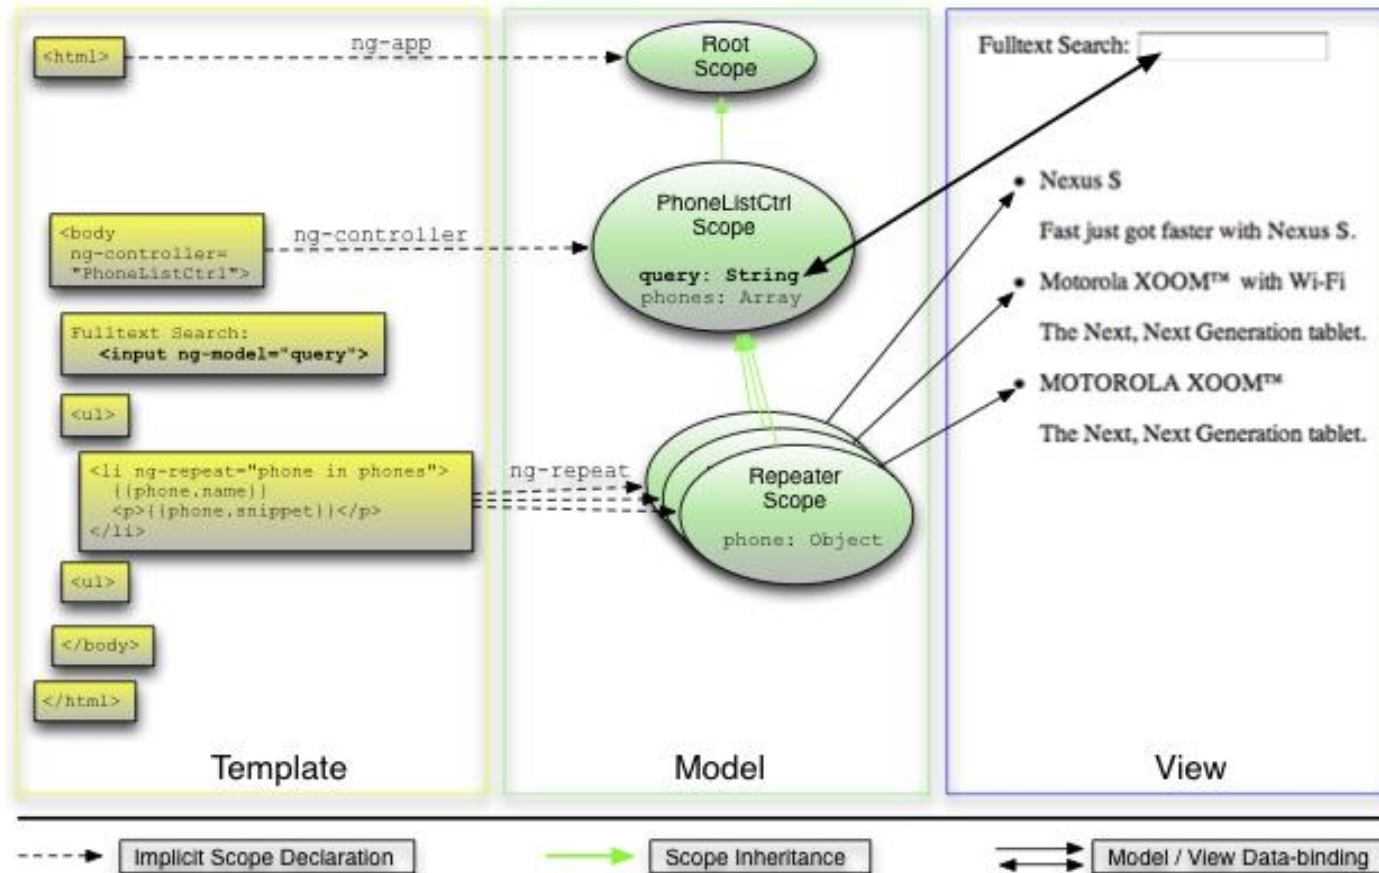 <html>
ng-app
Root
Scope
Fulltext Search:
<body
ng-controller=
"PhoneListCtrl">
ng-controller
PhoneListCtrl
Scope
query: String
phones: Array
Fulltext Search:
<input ng-model="query">
<ul>
<li ng-repeat="phone in phones">
{{phone.name}}
<p>{{phone.snippet}}</p>
</li>
<ul>
</body>
</html>
ng-repeat
Repeater
Scope
phone: Object
Nexus S
Fast just got faster with Nexus S.
Motorola XOOM™ with Wi-Fi
The Next, Next Generation tablet.
MOTOROLA XOOM™
The Next, Next Generation tablet.
Template
Model
View
Implicit Scope Declaration
Scope Inheritance
Model / View Data-binding